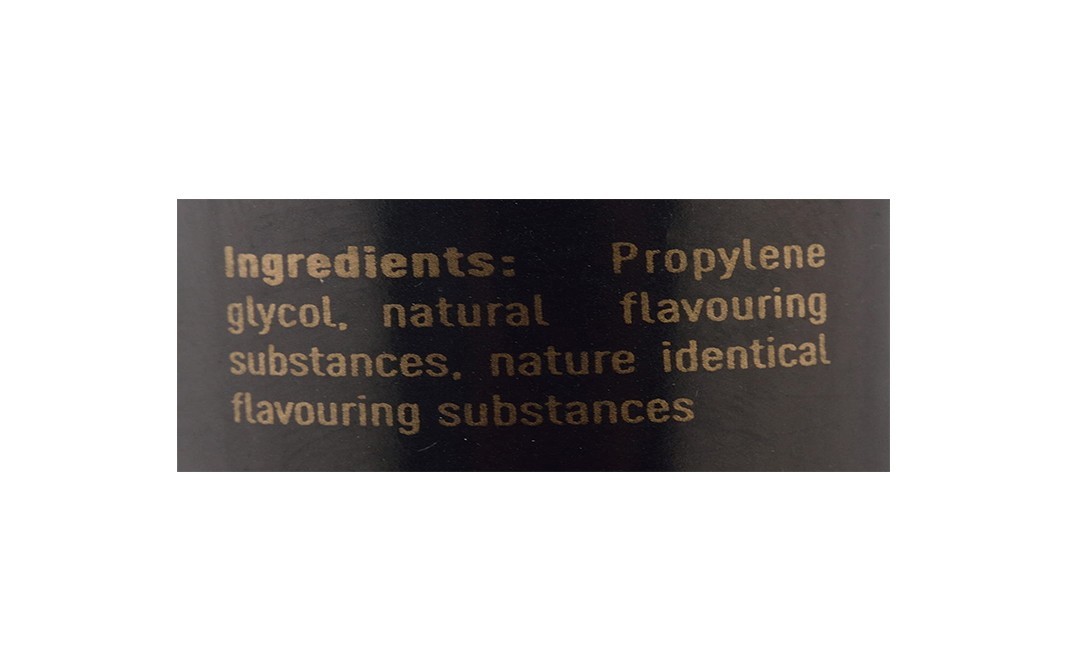 Ingredients: Propylene
glycol, natural flavouring
substances, nature identical
flavouring substances